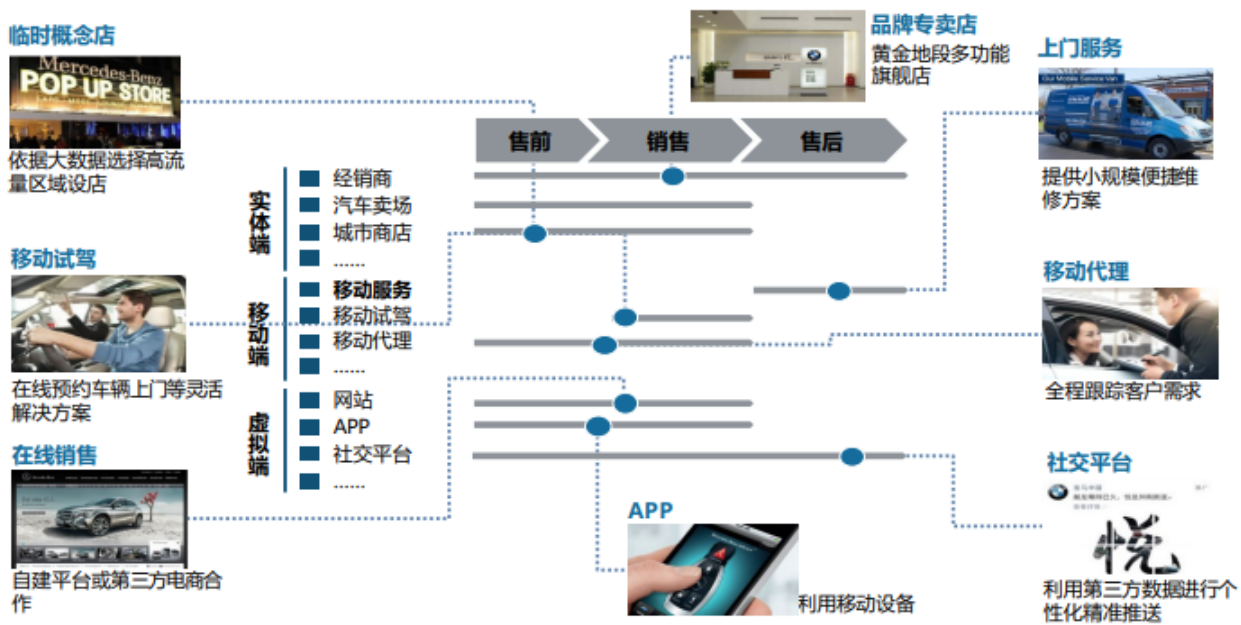 临时概念店
Mercedes-Benz
POP UP STORE
依据大数据选择高流
量区域设店
品牌专卖店
黄金地段多功能
旗舰店
上门服务
Our Mobile Service Van
提供小规模便捷维
修方案
售前
销售
售后
实体端
经销商
汽车卖场
城市商店
......
移动端
移动服务
移动试驾
移动代理
......
虚拟端
网站
APP
社交平台
......
移动试驾
在线预约车辆上门等灵活
解决方案
在线销售
自建平台或第三方电商合
作
移动代理
全程跟踪客户需求
社交平台
悦
利用第三方数据进行个
性化精准推送
APP
利用移动设备